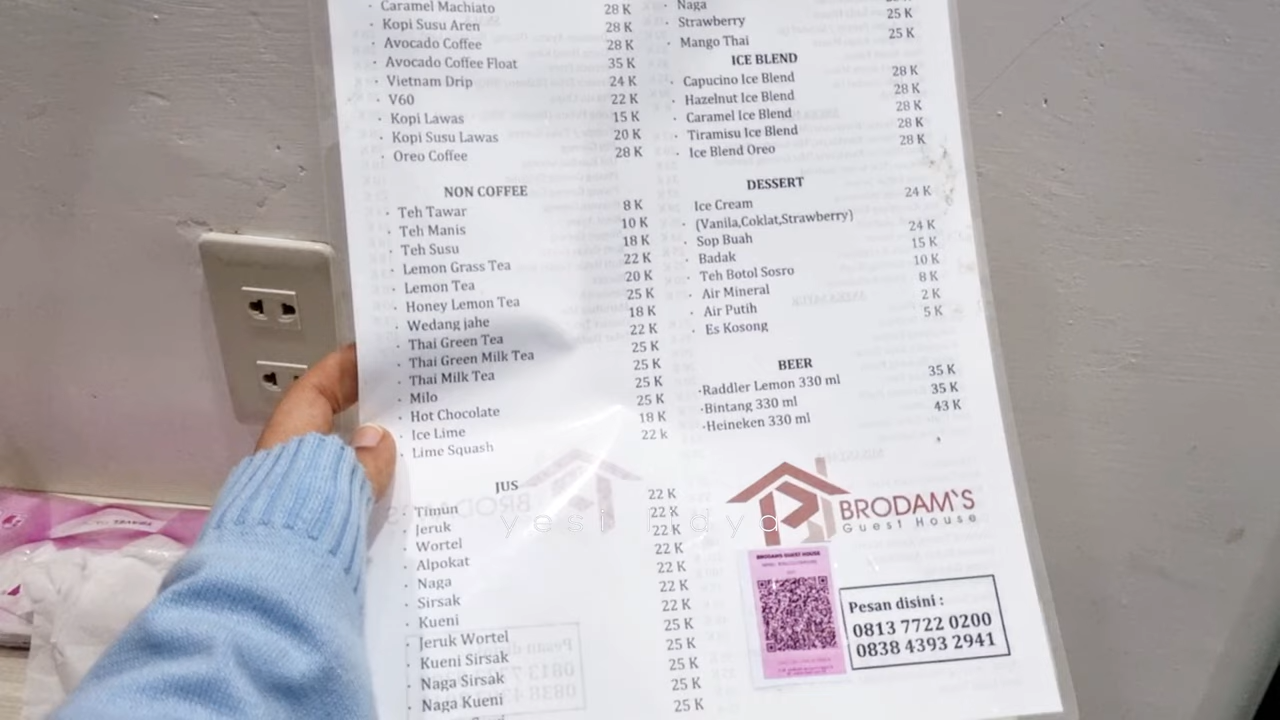 Caramel Machiato 28 K
Kopi Susu Aren 28 K
Avocado Coffee 28 K
Avocado Coffee Float 35 K
Vietnam Drip 24 K
V60 22 K
Kopi Lawas 15 K
Kopi Susu Lawas 20 K
Oreo Coffee 28 K
NON COFFEE
Teh Tawar 8 K
Teh Manis 10 K
Teh Susu 18 K
Lemon Grass Tea 22 K
Lemon Tea 20 K
Honey Lemon Tea 25 K
Wedang jahe 18 K
Thai Green Tea 22 K
Thai Green Milk Tea 25 K
Thai Milk Tea 25 K
Milo 25 K
Hot Chocolate 25 K
Ice Lime 18 K
Lime Squash 22 k
JUS
Timun 22 K
Jeruk 22 K
Wortel 22 K
Alpokat 22 K
Naga 22 K
Sirsak 22 K
Kueni 22 K
Jeruk Wortel 25 K
Kueni Sirsak 25 K
Naga Sirsak 25 K
Naga Kueni 25 K
25 K
Naga
Strawberry 25 K
Mango Thai 25 K
ICE BLEND
Capucino Ice Blend 28 K
Hazelnut Ice Blend 28 K
Caramel Ice Blend 28 K
Tiramisu Ice Blend 28 K
Ice Blend Oreo 28 K
DESSERT
Ice Cream 24 K
(Vanila,Coklat,Strawberry)
Sop Buah 24 K
Badak 15 K
Teh Botol Sosro 10 K
Air Mineral 8 K
Air Putih 2 K
Es Kosong 5 K
BEER
·Raddler Lemon 330 ml 35 K
·Bintang 330 ml 35 K
·Heineken 330 ml 43 K
BRODAM`S
Guest House
BRODAMS GUEST HOUSE
Pesan disini :
0813 7722 0200
0838 4393 2941
yesi lidya